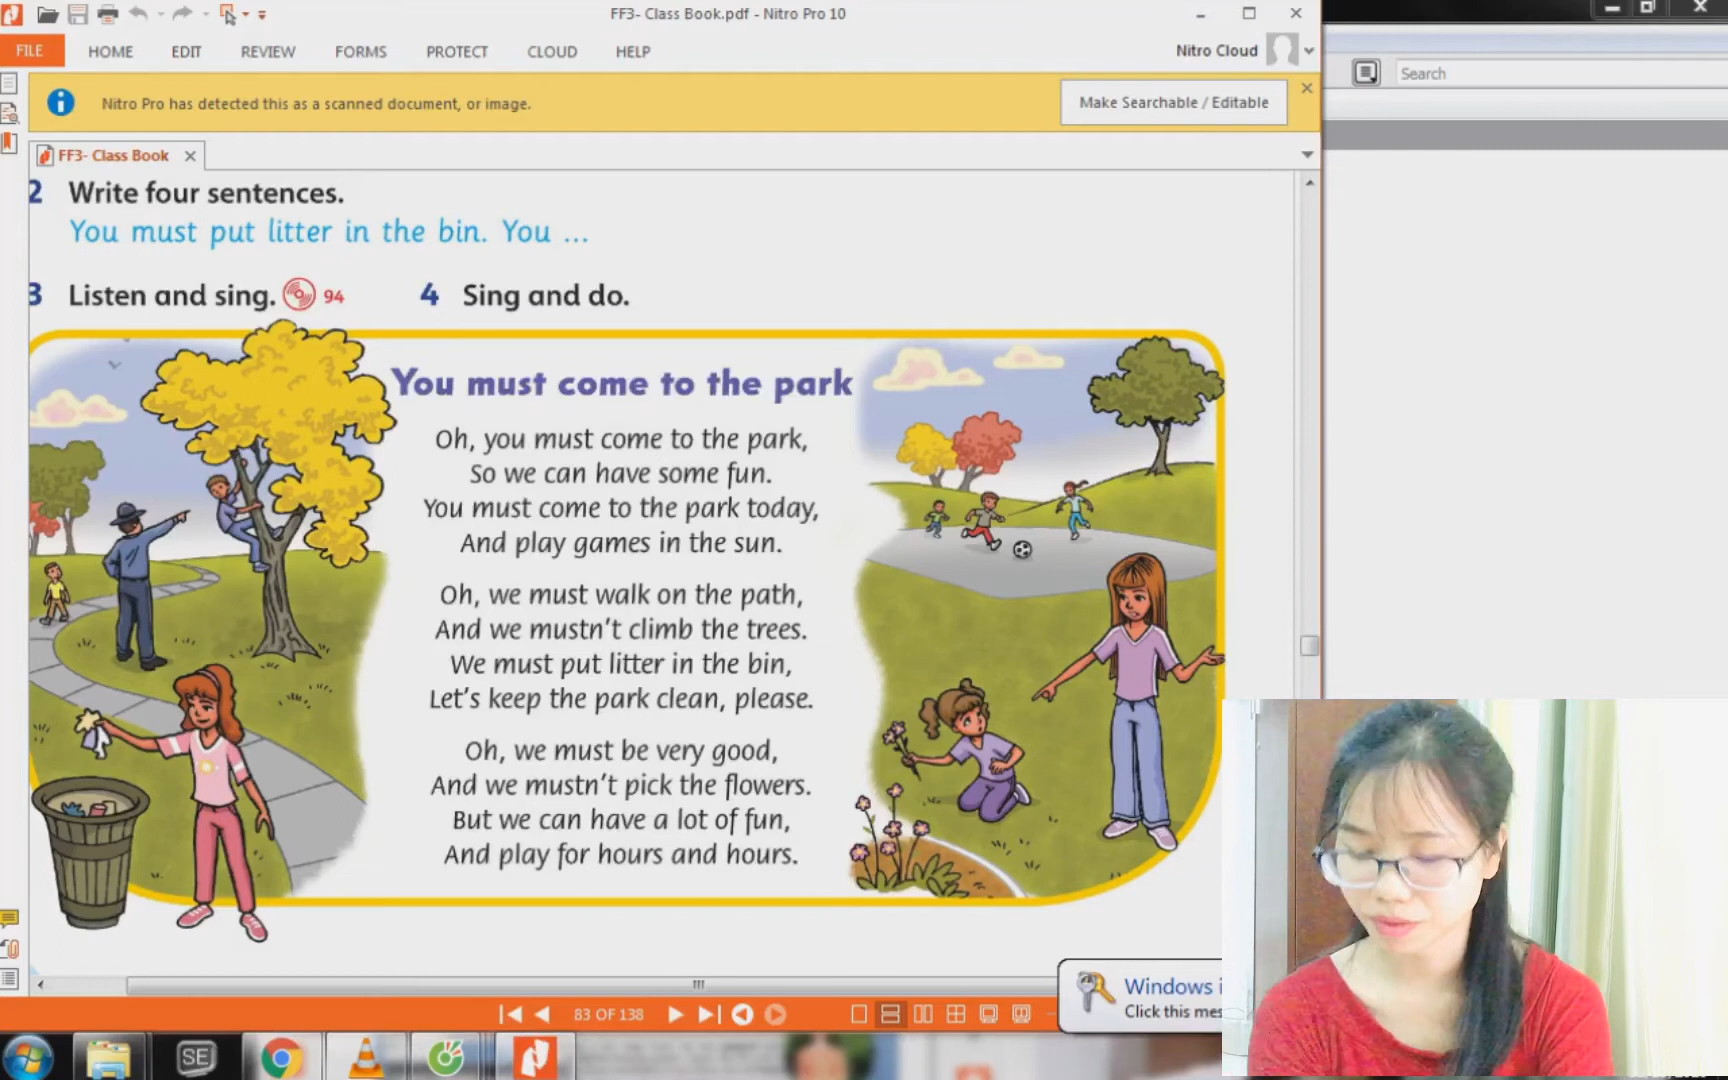 FF3- Class Book.pdf - Nitro Pro 10
FILE HOME EDIT REVIEW FORMS PROTECT CLOUD HELP
Nitro Cloud
Search
Nitro Pro has detected this as a scanned document, or image.
Make Searchable / Editable
FF3- Class Book
2 Write four sentences.
You must put litter in the bin. You ...
3 Listen and sing. 94
4 Sing and do.
You must come to the park
Oh, you must come to the park,
So we can have some fun.
You must come to the park today,
And play games in the sun.
Oh, we must walk on the path,
And we mustn't climb the trees.
We must put litter in the bin,
Let's keep the park clean, please.
Oh, we must be very good,
And we mustn't pick the flowers.
But we can have a lot of fun,
And play for hours and hours.
Windows i
Click this mes
83 OF 138
SE